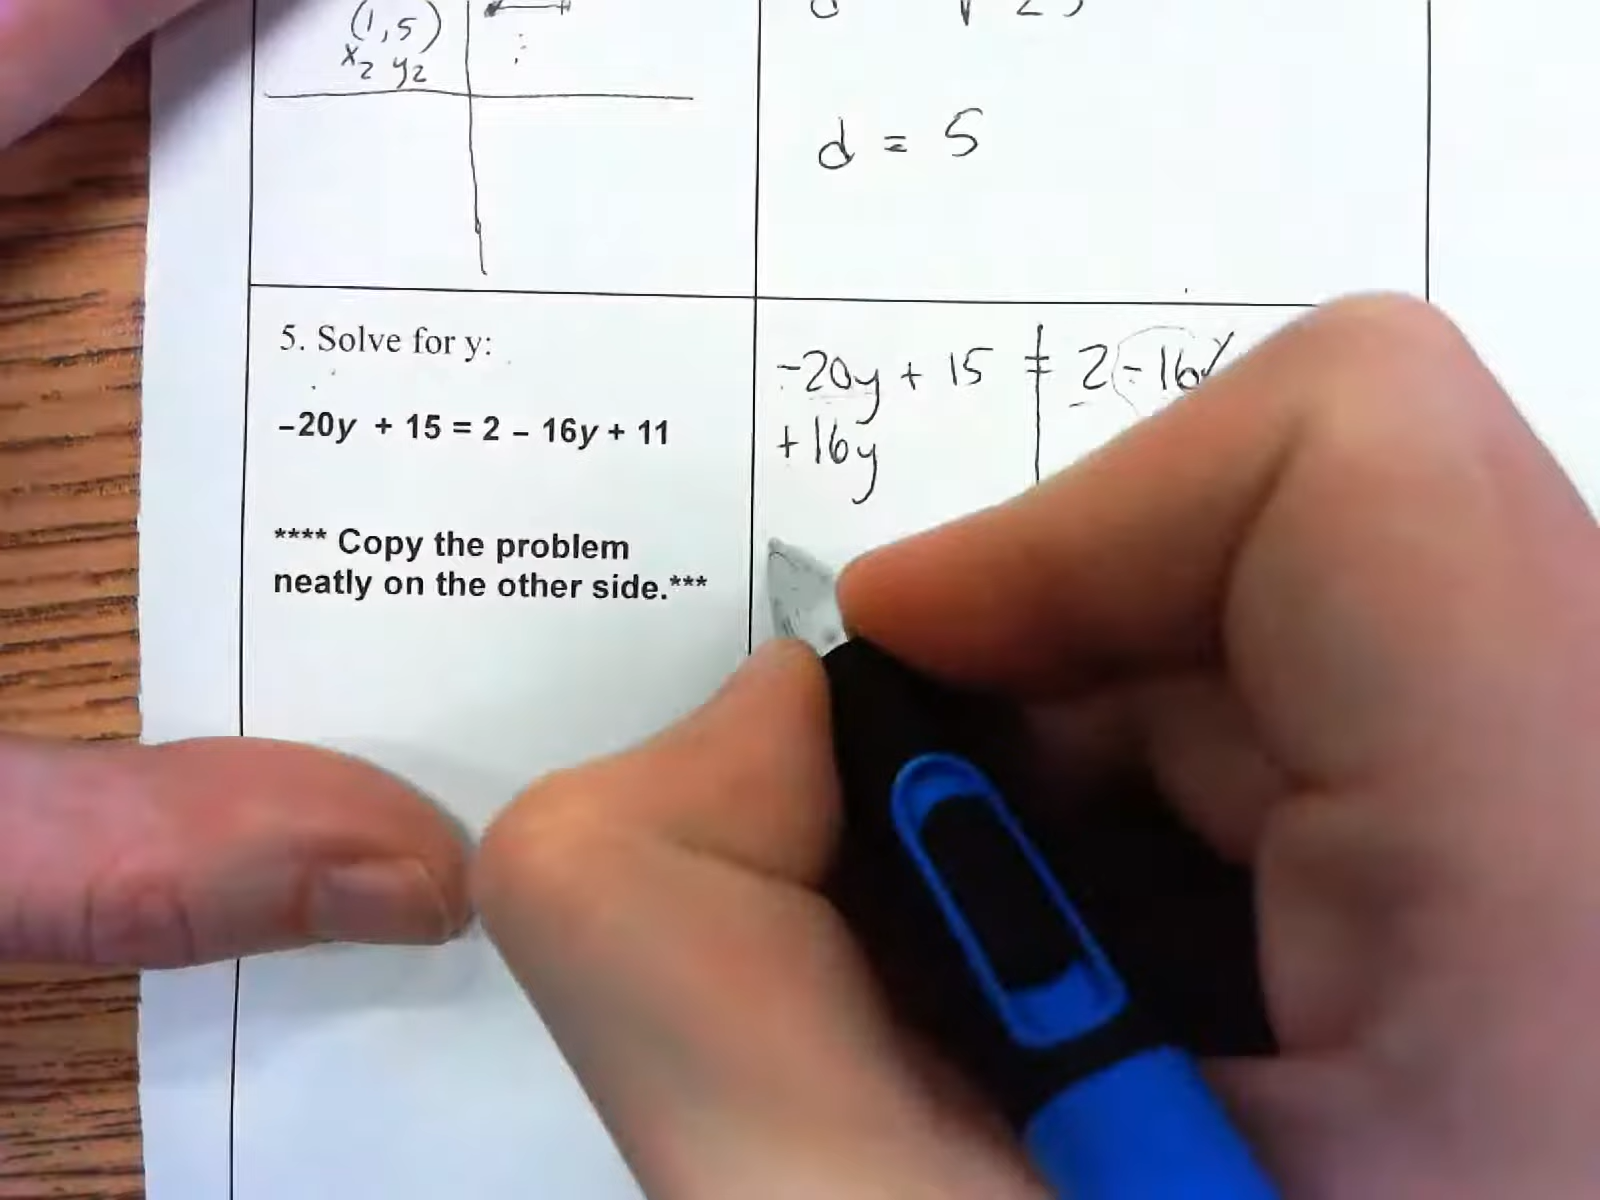 (1,5)
x2 y2
d = 5
5. Solve for y:
−20y + 15 = 2 − 16y + 11
**** Copy the problem
neatly on the other side.***
-20y + 15 = 2 - 16y
+16y